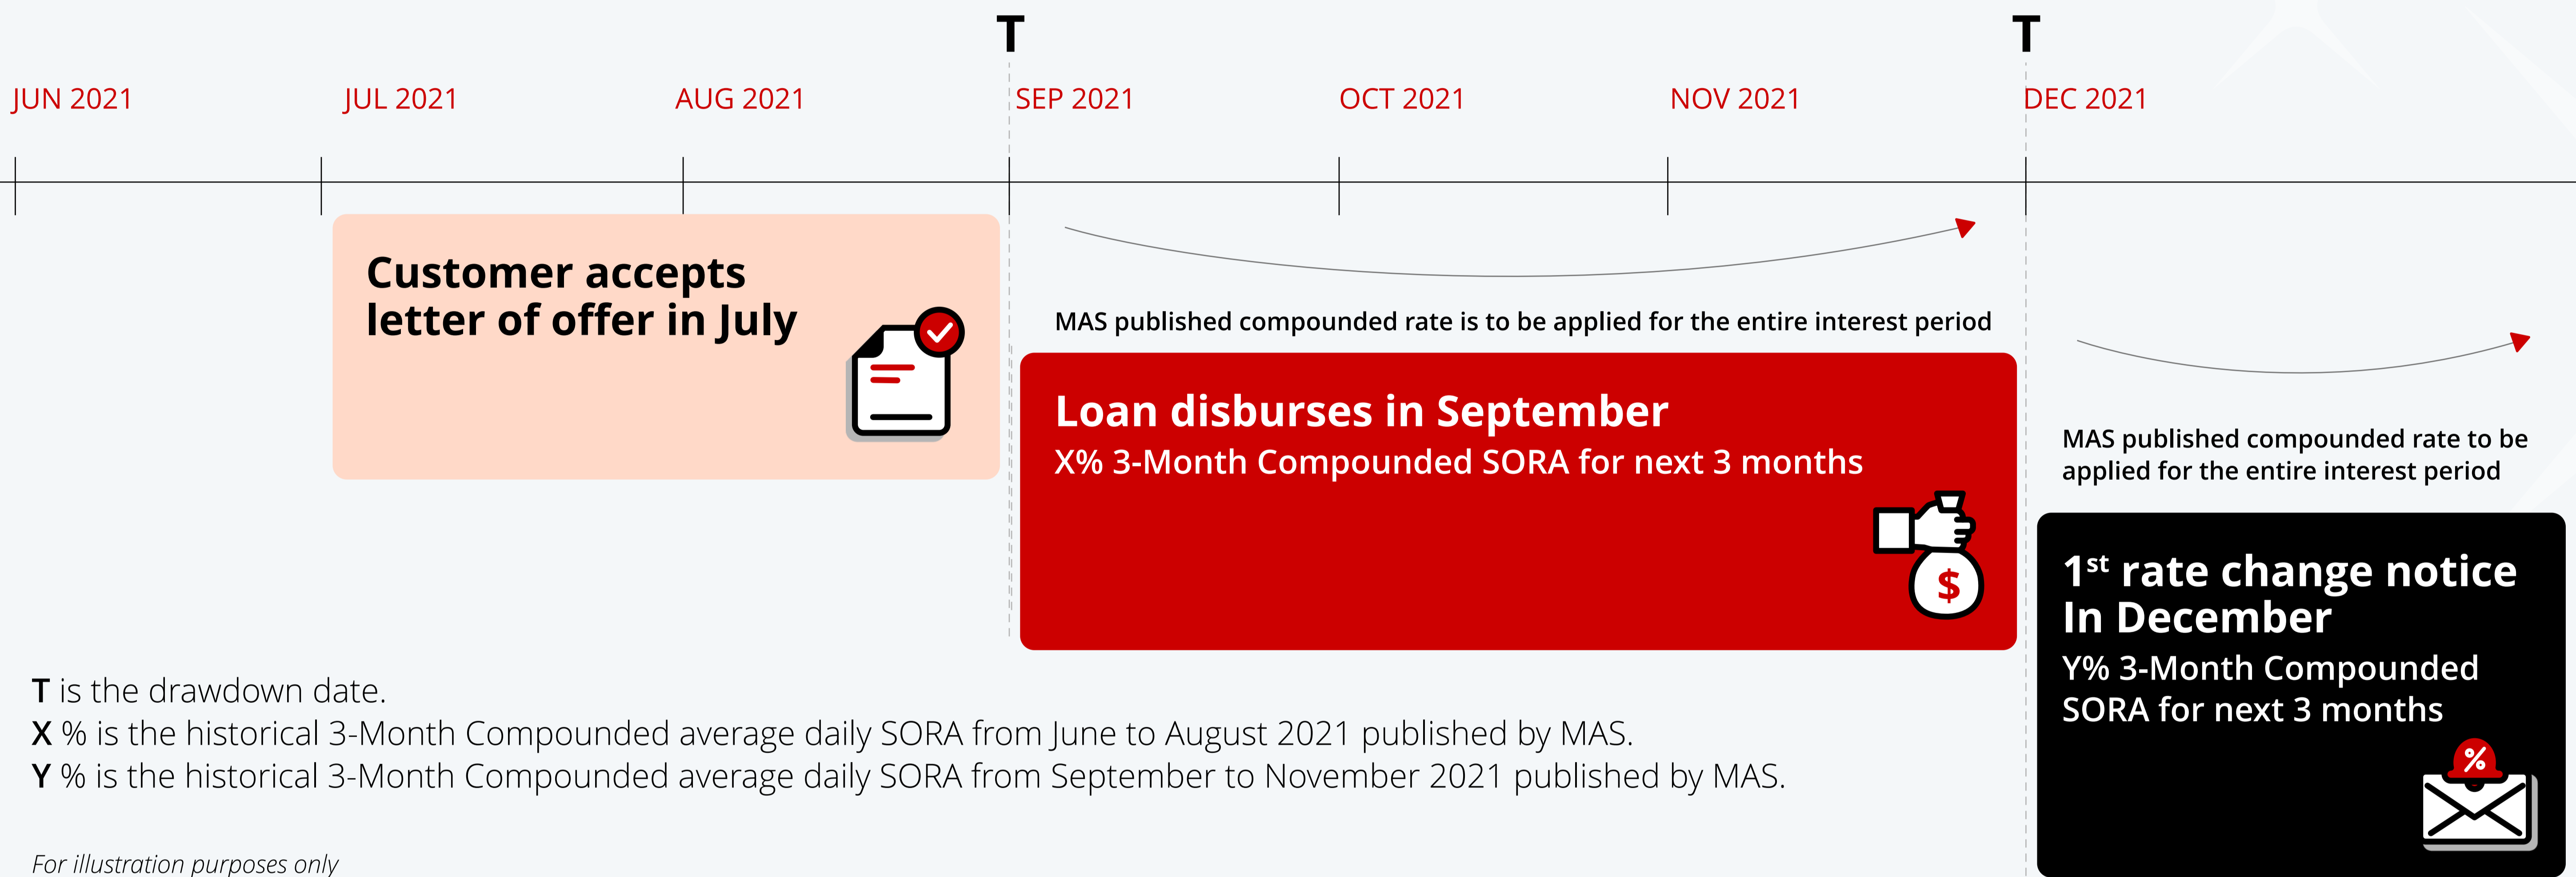 T
T
JUN 2021
JUL 2021
AUG 2021
SEP 2021
OCT 2021
NOV 2021
DEC 2021
Customer accepts
letter of offer in July
MAS published compounded rate is to be applied for the entire interest period
Loan disburses in September
X% 3-Month Compounded SORA for next 3 months
$
MAS published compounded rate to be
applied for the entire interest period
1st rate change notice
In December
Y% 3-Month Compounded
SORA for next 3 months
%
T is the drawdown date.
X % is the historical 3-Month Compounded average daily SORA from June to August 2021 published by MAS.
Y % is the historical 3-Month Compounded average daily SORA from September to November 2021 published by MAS.
For illustration purposes only